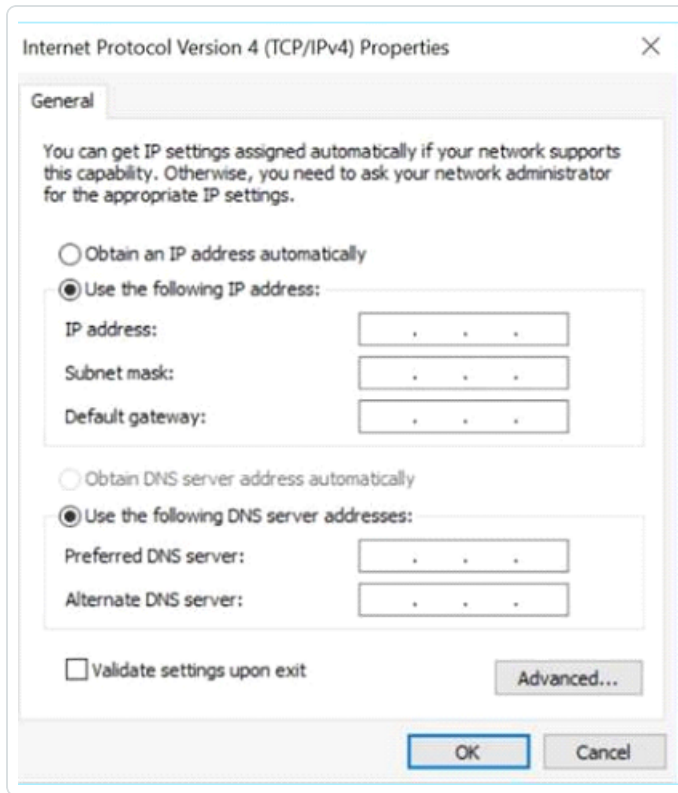 Internet Protocol Version 4 (TCP/IPv4) Properties
General
You can get IP settings assigned automatically if your network supports
this capability. Otherwise, you need to ask your network administrator
for the appropriate IP settings.
Obtain an IP address automatically
Use the following IP address:
IP address:
Subnet mask:
Default gateway:
Obtain DNS server address automatically
Use the following DNS server addresses:
Preferred DNS server:
Alternate DNS server:
Validate settings upon exit
Advanced...
OK
Cancel